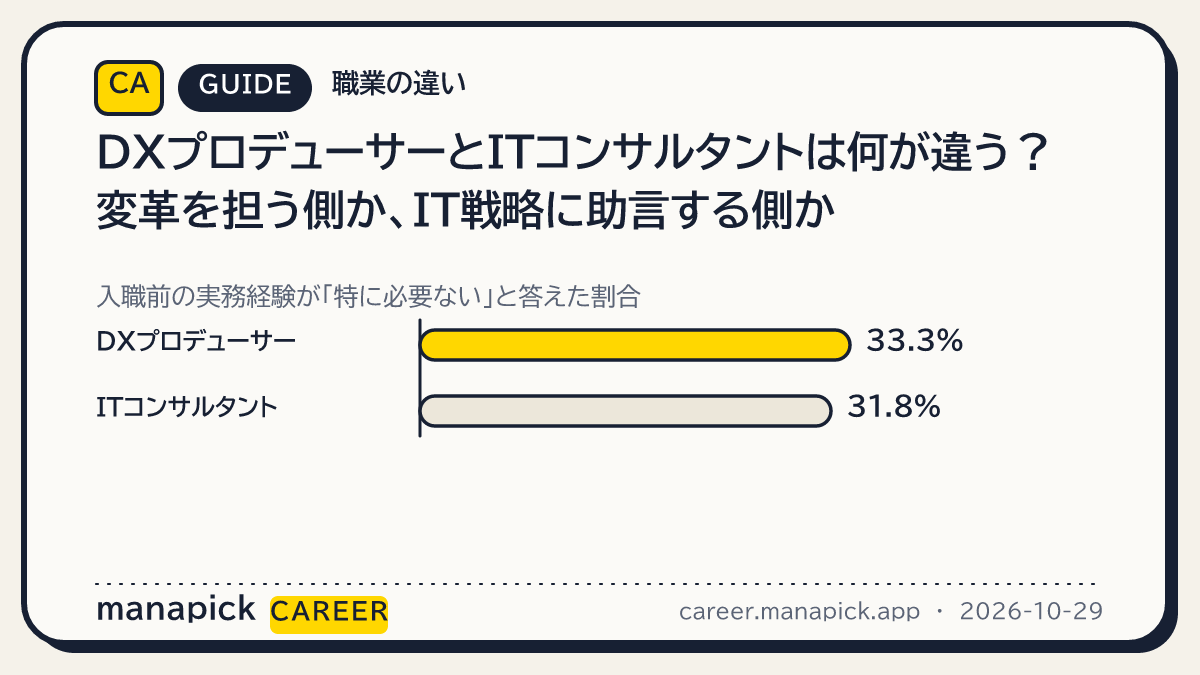 CA GUIDE 職業の違い
DXプロデューサーとITコンサルタントは何が違う？
変革を担う側か、IT戦略に助言する側か
入職前の実務経験が「特に必要ない」と答えた割合
DXプロデューサー 33.3%
ITコンサルタント 31.8%
manapick CAREER career.manapick.app ・ 2026-10-29